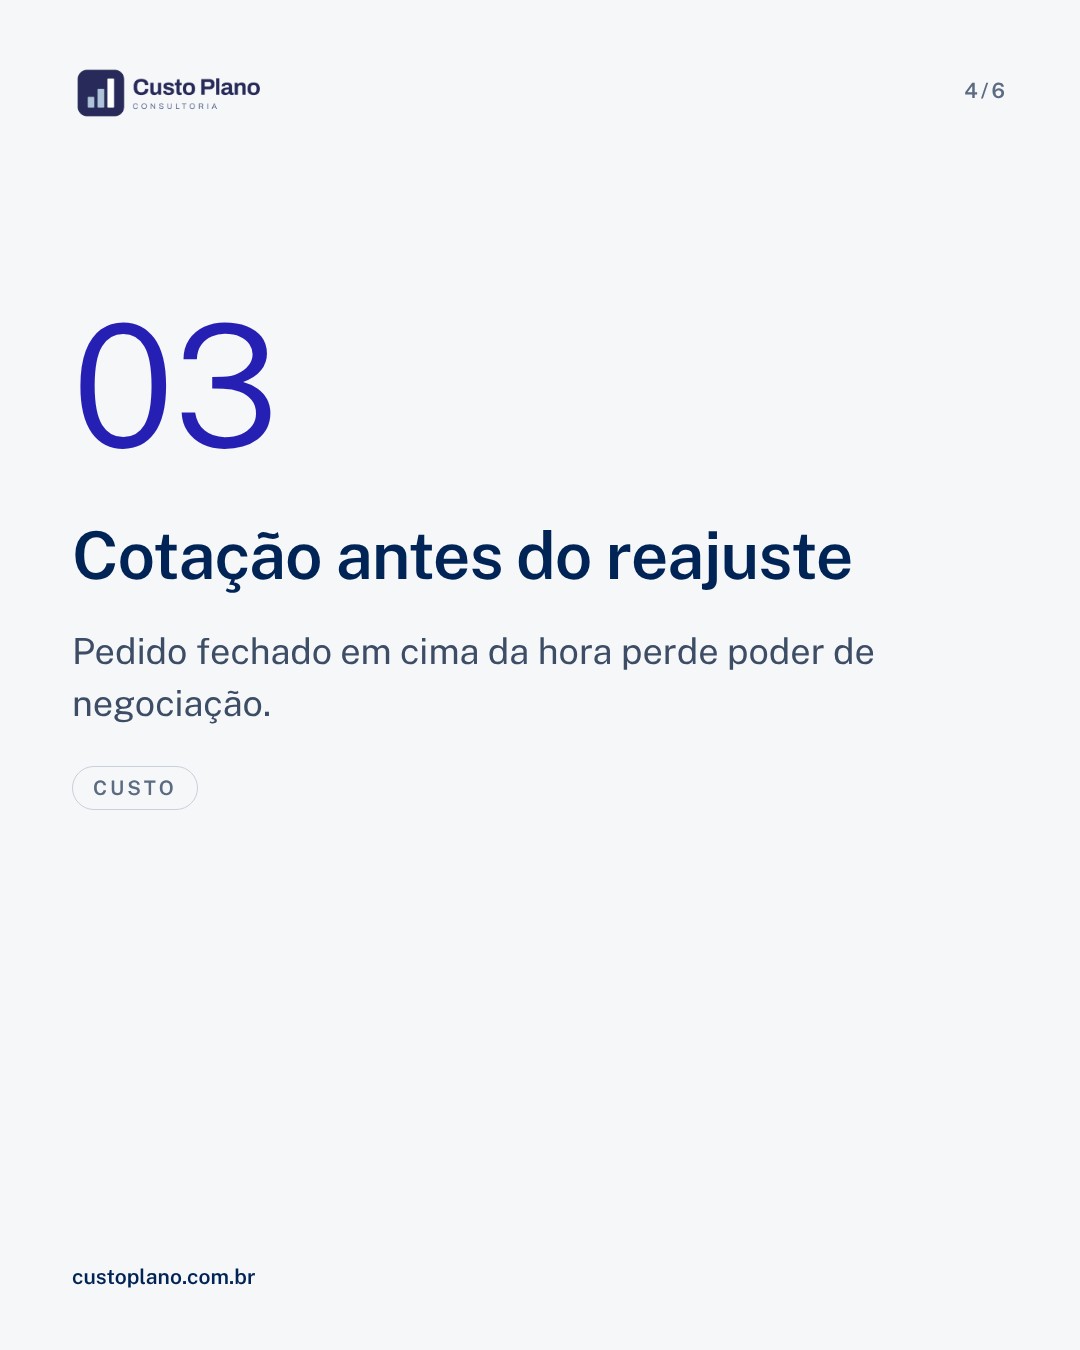 Custo Plano
CONSULTORIA
4/6
03
Cotação antes do reajuste
Pedido fechado em cima da hora perde poder de
negociação.
CUSTO
custoplano.com.br